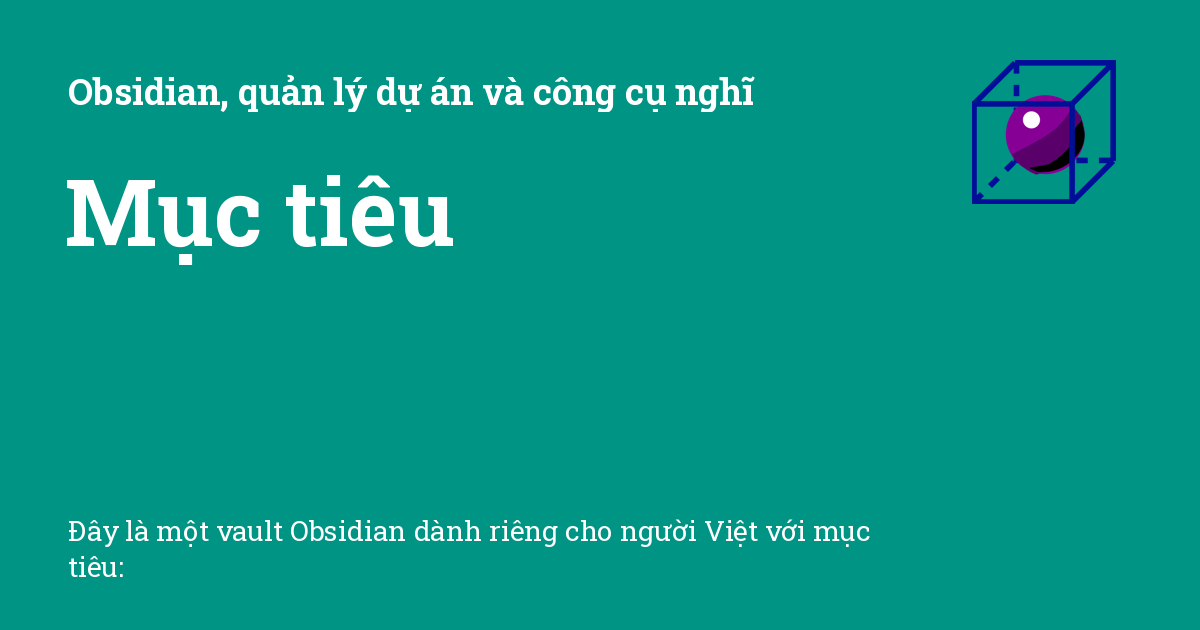 Obsidian, quản lý dự án và công cụ nghĩ
Mục tiêu
Đây là một vault Obsidian dành riêng cho người Việt với mục
tiêu: